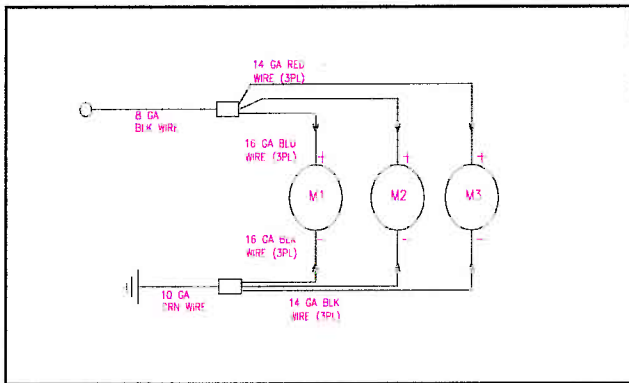 14 GA RED
WIRE (3PL)
8 GA
BLK WIRE
16 GA BLU
WIRE (3PL)
+
+
+
M1
M2
M3
-
-
-
16 GA BLK
WIRE (3PL)
10 GA
GRN WIRE
14 GA BLK
WIRE (3PL)